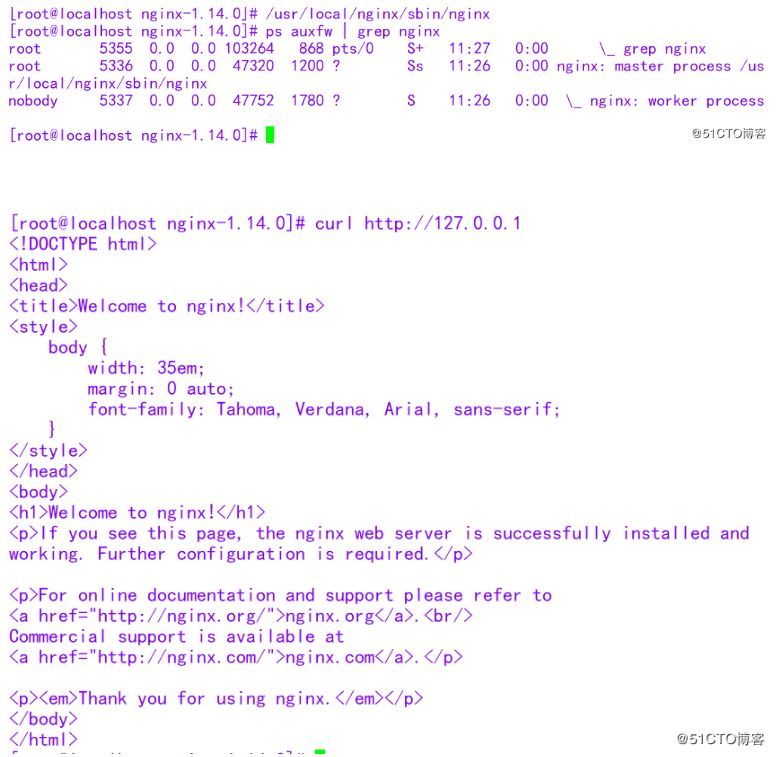 [root@localhost nginx-1.14.0]# /usr/local/nginx/sbin/nginx
[root@localhost nginx-1.14.0]# ps auxfw | grep nginx
root      5355  0.0  0.0 103264   868 pts/0    S+   11:27   0:00      \_ grep nginx
root      5336  0.0  0.0  47320  1200 ?        Ss   11:26   0:00 nginx: master process /us
r/local/nginx/sbin/nginx
nobody    5337  0.0  0.0  47752  1780 ?        S    11:26   0:00  \_ nginx: worker process
[root@localhost nginx-1.14.0]#
@51CTO博客
[root@localhost nginx-1.14.0]# curl http://127.0.0.1
<!DOCTYPE html>
<html>
<head>
<title>Welcome to nginx!</title>
<style>
    body {
        width: 35em;
        margin: 0 auto;
        font-family: Tahoma, Verdana, Arial, sans-serif;
    }
</style>
</head>
<body>
<h1>Welcome to nginx!</h1>
<p>If you see this page, the nginx web server is successfully installed and
working. Further configuration is required.</p>

<p>For online documentation and support please refer to
<a href="http://nginx.org/">nginx.org</a>.<br/>
Commercial support is available at
<a href="http://nginx.com/">nginx.com</a>.</p>

<p><em>Thank you for using nginx.</em></p>
</body>
</html>
@51CTO博客